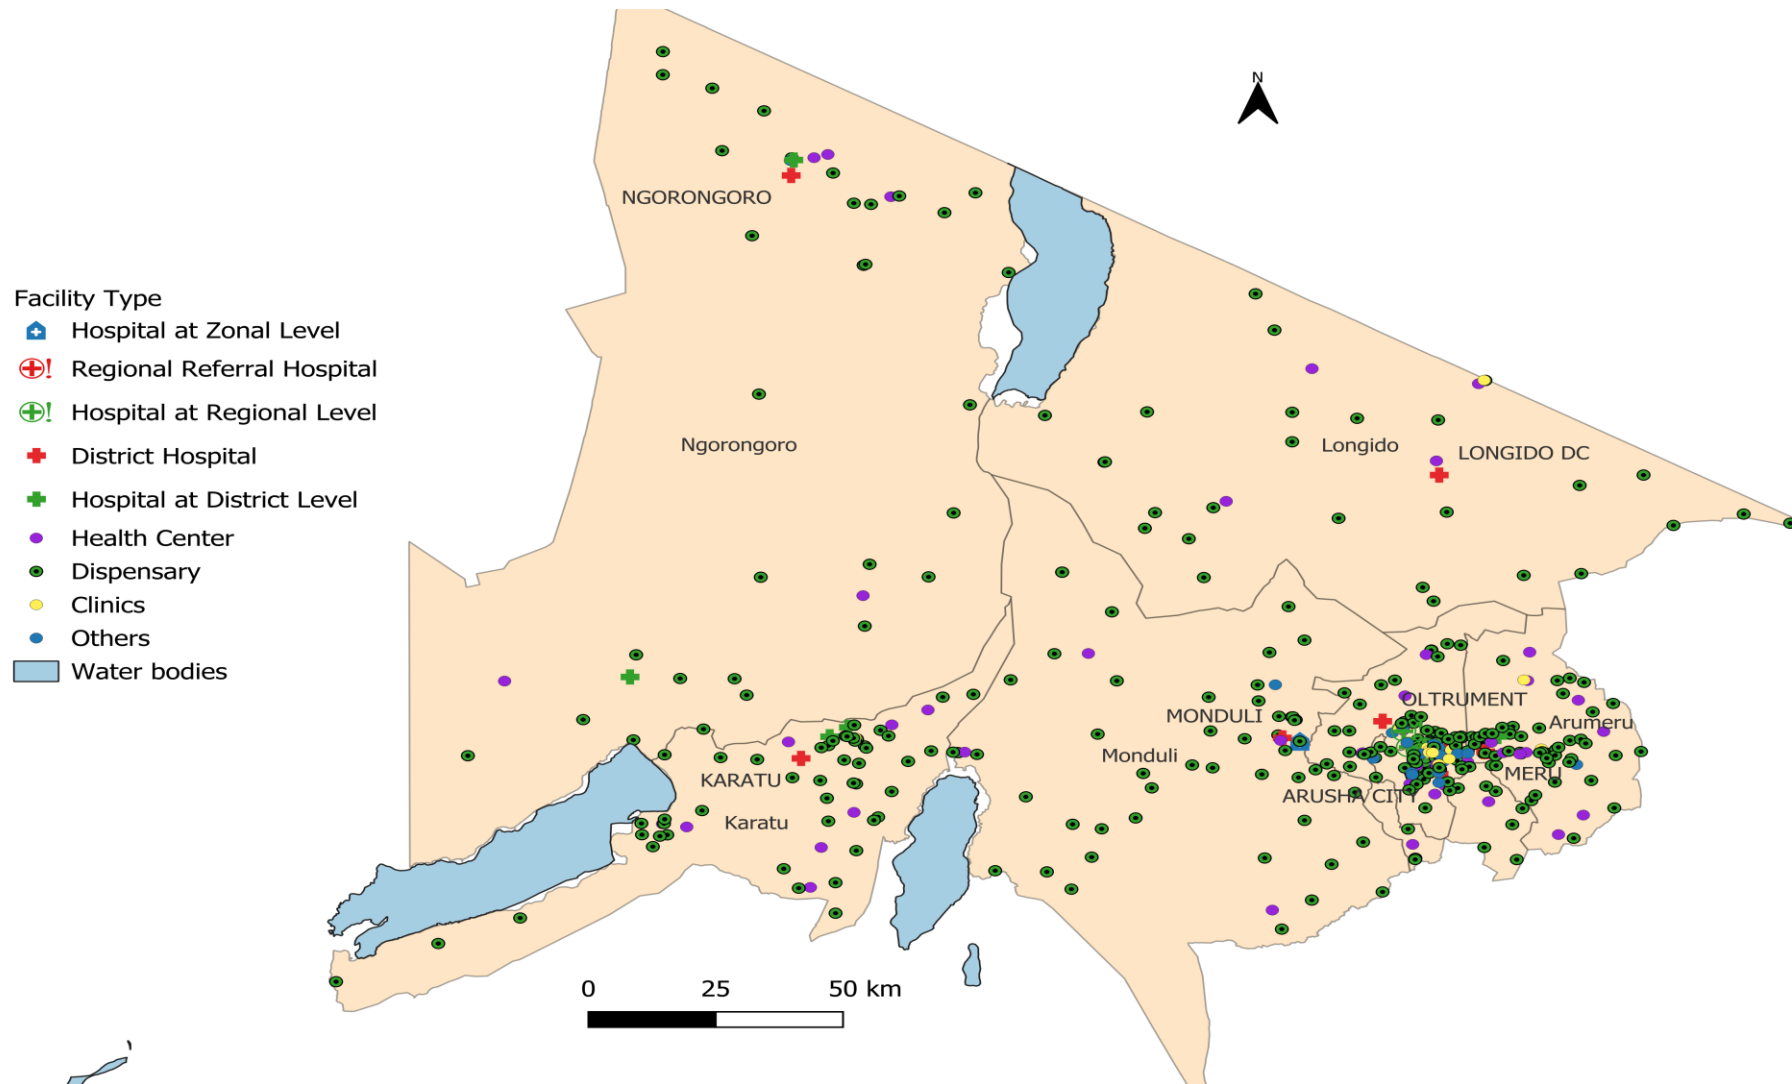 N
NGORONGORO
Facility Type
Hospital at Zonal Level
Regional Referral Hospital
Hospital at Regional Level
District Hospital
Hospital at District Level
Health Center
Dispensary
Clinics
Others
Water bodies
Ngorongoro
Longido
LONGIDO DC
OLTRUMENT
MONDULI
Arumeru
Monduli
KARATU
MERU
ARUSHA CITY
Karatu
0 25 50 km